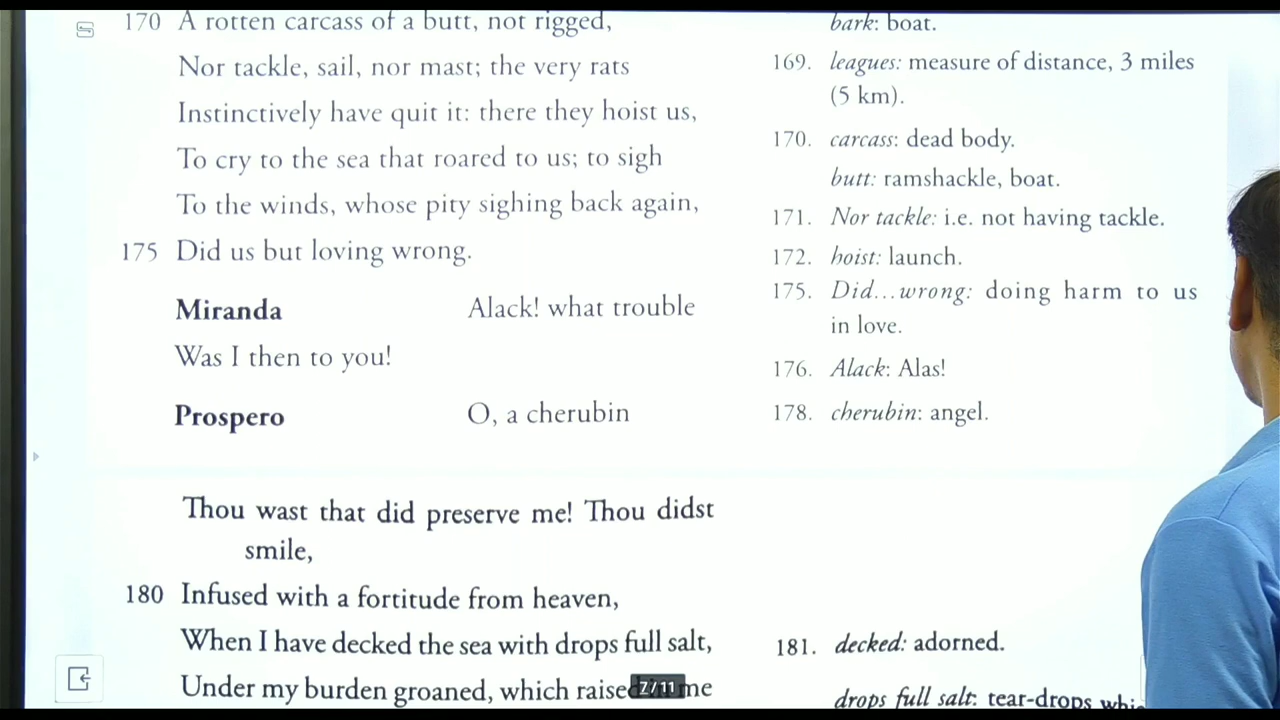 170 A rotten carcass of a butt, not rigged,
Nor tackle, sail, nor mast; the very rats
Instinctively have quit it: there they hoist us,
To cry to the sea that roared to us; to sigh
To the winds, whose pity sighing back again,
175 Did us but loving wrong.
Miranda Alack! what trouble
Was I then to you!
Prospero O, a cherubin
Thou wast that did preserve me! Thou didst
smile,
180 Infused with a fortitude from heaven,
When I have decked the sea with drops full salt,
Under my burden groaned, which raised in me
bark: boat.
169. leagues: measure of distance, 3 miles
(5 km).
170. carcass: dead body.
butt: ramshackle, boat.
171. Nor tackle: i.e. not having tackle.
172. hoist: launch.
175. Did...wrong: doing harm to us
in love.
176. Alack: Alas!
178. cherubin: angel.
181. decked: adorned.
drops full salt: tear-drops
7/11